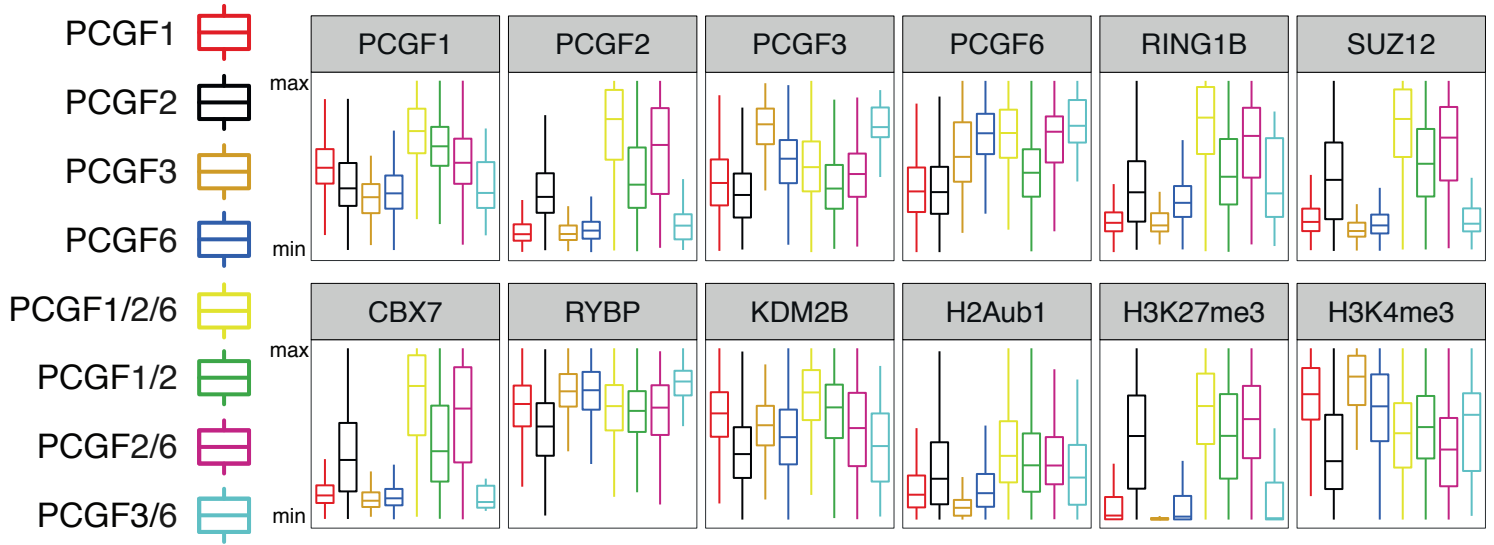 PCGF1
PCGF2
PCGF3
PCGF6
PCGF1/2/6
PCGF1/2
PCGF2/6
PCGF3/6
PCGF1 PCGF2 PCGF3 PCGF6 RING1B SUZ12
max
min
CBX7 RYBP KDM2B H2Aub1 H3K27me3 H3K4me3
max
min